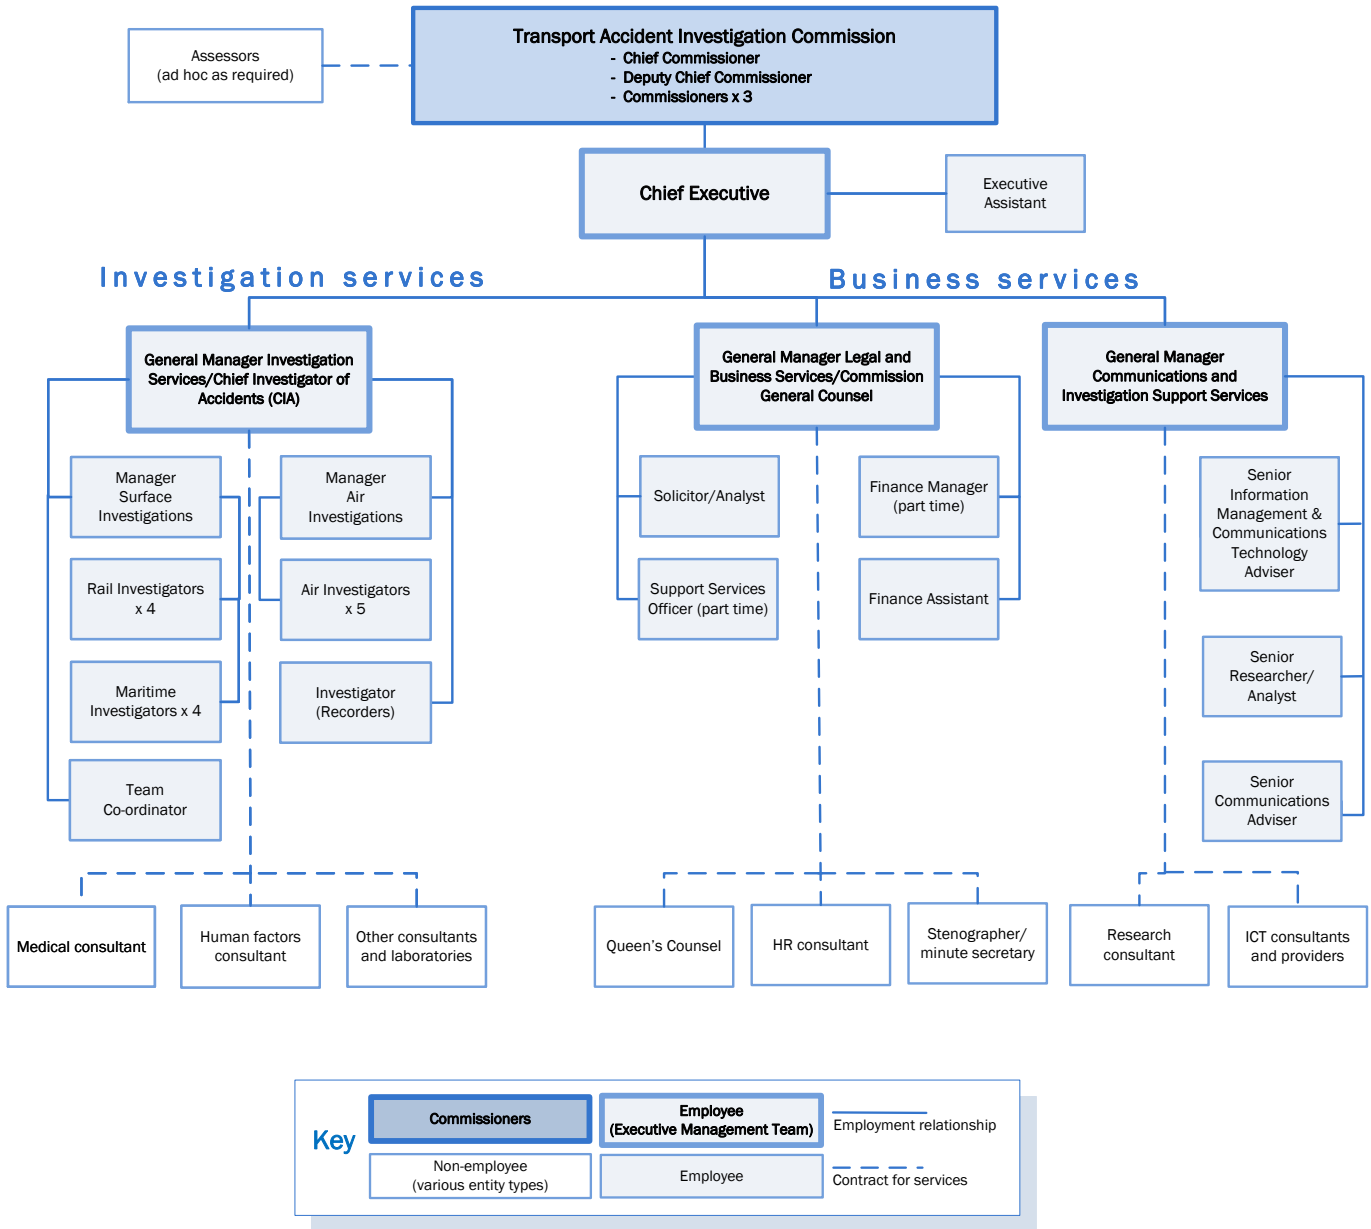 Transport Accident Investigation Commission
- Chief Commissioner
- Deputy Chief Commissioner
- Commissioners x 3
Assessors
(ad hoc as required)
Chief Executive
Executive
Assistant
Investigation services
Business services
General Manager Investigation
Services/Chief Investigator of
Accidents (CIA)
General Manager Legal and
Business Services/Commission
General Counsel
General Manager
Communications and
Investigation Support Services
Manager
Surface
Investigations
Manager
Air
Investigations
Rail Investigators
x 4
Air Investigators
x 5
Maritime
Investigators x 4
Investigator
(Recorders)
Team
Co-ordinator
Solicitor/Analyst
Finance Manager
(part time)
Support Services
Officer (part time)
Finance Assistant
Senior
Information
Management &
Communications
Technology
Adviser
Senior
Researcher/
Analyst
Senior
Communications
Adviser
Medical consultant
Human factors
consultant
Other consultants
and laboratories
Queen's Counsel
HR consultant
Stenographer/
minute secretary
Research
consultant
ICT consultants
and providers
Key
Commissioners
Employee
(Executive Management Team)
Employment relationship
Non-employee
(various entity types)
Employee
Contract for services